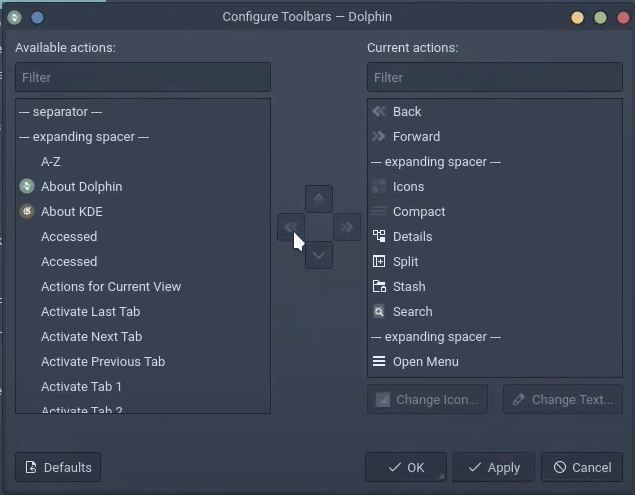 Configure Toolbars — Dolphin
Available actions:
Filter
--- separator ---
--- expanding spacer ---
A-Z
About Dolphin
About KDE
Accessed
Accessed
Actions for Current View
Activate Last Tab
Activate Next Tab
Activate Previous Tab
Activate Tab 1
Activate Tab 2
Current actions:
Filter
Back
Forward
--- expanding spacer ---
Icons
Compact
Details
Split
Stash
Search
--- expanding spacer ---
Open Menu
Change Icon...
Change Text...
Defaults
OK
Apply
Cancel